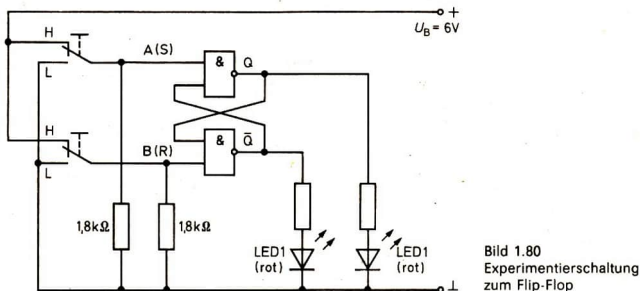 +
U_B = 6V
H
A(S)
&
Q
L
H
B(R)
&
Q̅
L
1,8kΩ
1,8kΩ
LED1
(rot)
LED1
(rot)
⊥
Bild 1.80
Experimentierschaltung
zum Flip-Flop